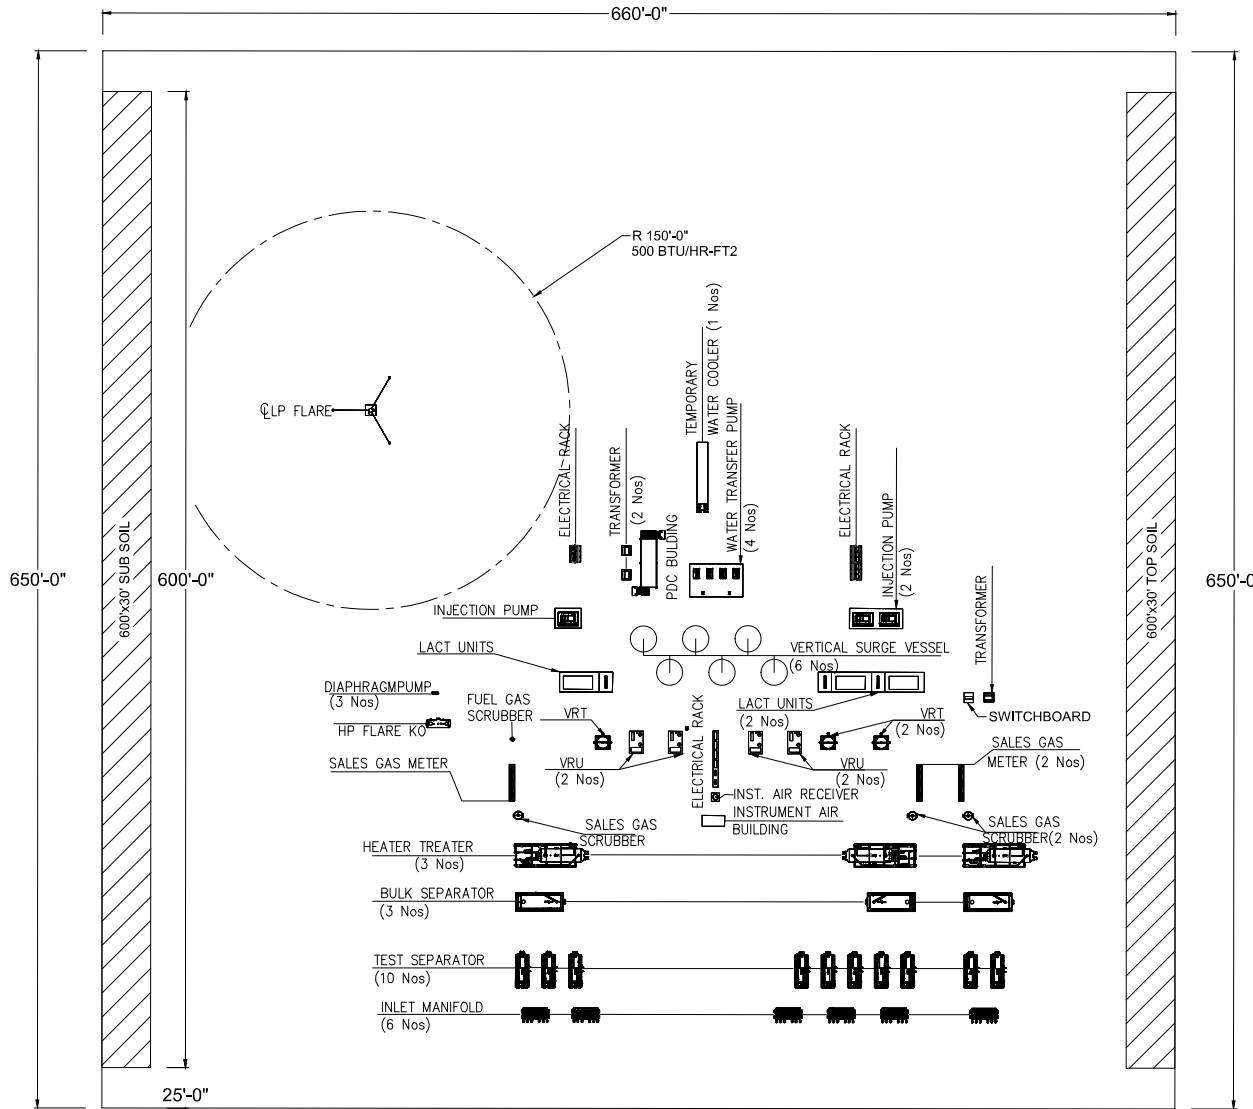 660'-0"
R 150'-0"
500 BTU/HR-FT2
TEMPORARY
WATER COOLER (1 Nos)
℄LP FLARE
ELECTRICAL RACK
TRANSFORMER
(2 Nos)
PDC BULDING
WATER TRANSFER PUMP
(4 Nos)
ELECTRICAL RACK
INJECTION PUMP
(2 Nos)
650'-0"
600'x30' SUB SOIL
600'-0"
600'x30' TOP SOIL
650'-0"
TRANSFORMER
INJECTION PUMP
LACT UNITS
VERTICAL SURGE VESSEL
(6 Nos)
DIAPHRAGMPUMP
(3 Nos)
FUEL GAS
SCRUBBER
VRT
LACT UNITS
(2 Nos)
VRT
(2 Nos)
SWITCHBOARD
HP FLARE KO
ELECTRICAL RACK
SALES GAS
METER (2 Nos)
SALES GAS METER
VRU
(2 Nos)
VRU
(2 Nos)
INST. AIR RECEIVER
INSTRUMENT AIR
BUILDING
SALES GAS
SCRUBBER
SALES GAS
SCRUBBER(2 Nos)
HEATER TREATER
(3 Nos)
BULK SEPARATOR
(3 Nos)
TEST SEPARATOR
(10 Nos)
INLET MANIFOLD
(6 Nos)
25'-0"